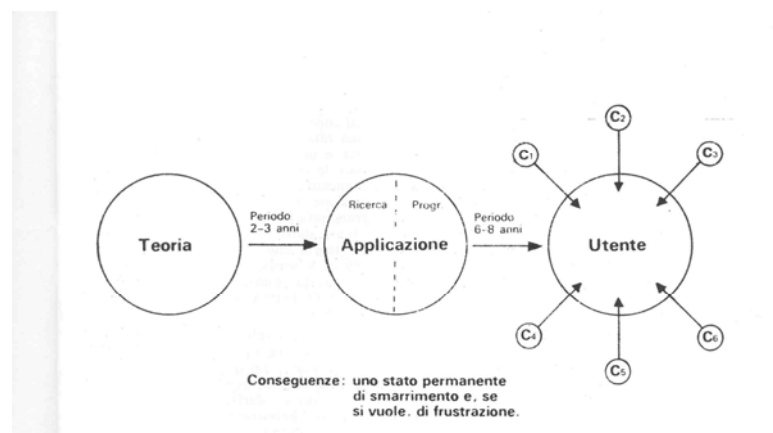 C2
C1
C3
Ricerca
Progr.
Periodo
2-3 anni
Periodo
6-8 anni
Teoria
Applicazione
Utente
C4
C6
C5
Conseguenze: uno stato permanente
di smarrimento e, se
si vuole, di frustrazione.